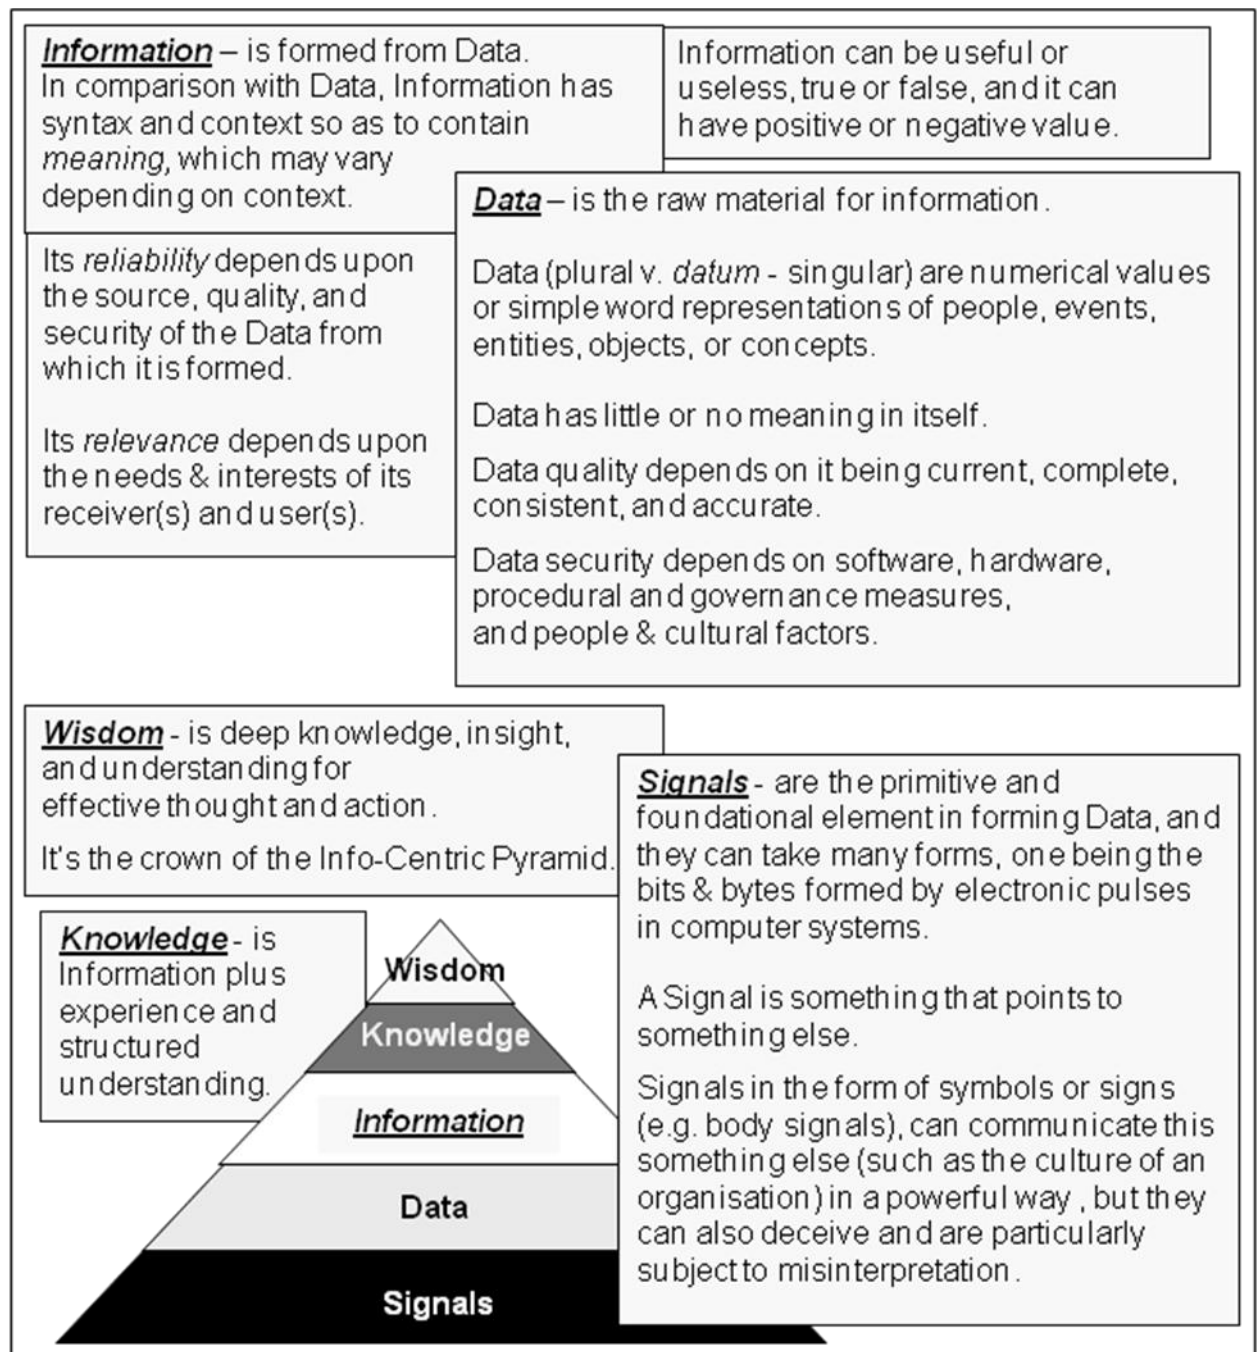 Information – is formed from Data.
In comparison with Data, Information has
syntax and context so as to contain
meaning, which may vary
depending on context.
Information can be useful or
useless, true or false, and it can
have positive or negative value.
Its reliability depends upon
the source, quality, and
security of the Data from
which it is formed.
Its relevance depends upon
the needs & interests of its
receiver(s) and user(s).
Data – is the raw material for information.
Data (plural v. datum - singular) are numerical values
or simple word representations of people, events,
entities, objects, or concepts.
Data has little or no meaning in itself.
Data quality depends on it being current, complete,
consistent, and accurate.
Data security depends on software, hardware,
procedural and governance measures,
and people & cultural factors.
Wisdom - is deep knowledge, insight,
and understanding for
effective thought and action.
It's the crown of the Info-Centric Pyramid.
Signals - are the primitive and
foundational element in forming Data, and
they can take many forms, one being the
bits & bytes formed by electronic pulses
in computer systems.
A Signal is something that points to
something else.
Signals in the form of symbols or signs
(e.g. body signals), can communicate this
something else (such as the culture of an
organisation) in a powerful way, but they
can also deceive and are particularly
subject to misinterpretation.
Knowledge - is
Information plus
experience and
structured
understanding.
Wisdom
Knowledge
Information
Data
Signals